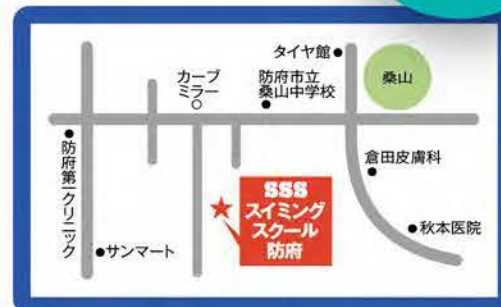 タイヤ館
カーブ
ミラー
防府市立
桑山中学校
桑山
防府第一クリニック
倉田皮膚科
SSS
スイミング
スクール
防府
秋本医院
サンマート